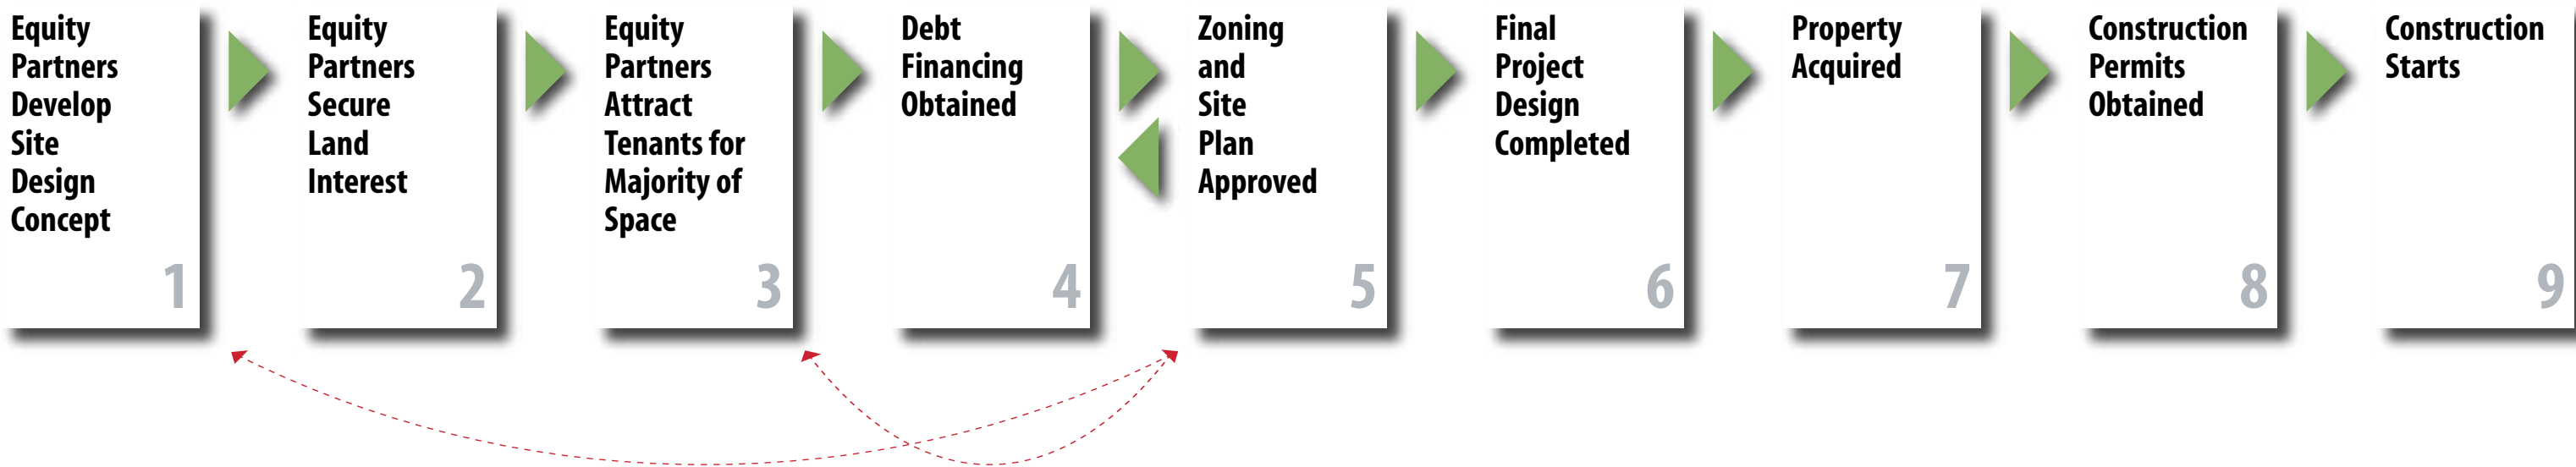 Equity
Partners
Develop
Site
Design
Concept
1
Equity
Partners
Secure
Land
Interest
2
Equity
Partners
Attract
Tenants for
Majority of
Space
3
Debt
Financing
Obtained
4
Zoning
and
Site
Plan
Approved
5
Final
Project
Design
Completed
6
Property
Acquired
7
Construction
Permits
Obtained
8
Construction
Starts
9